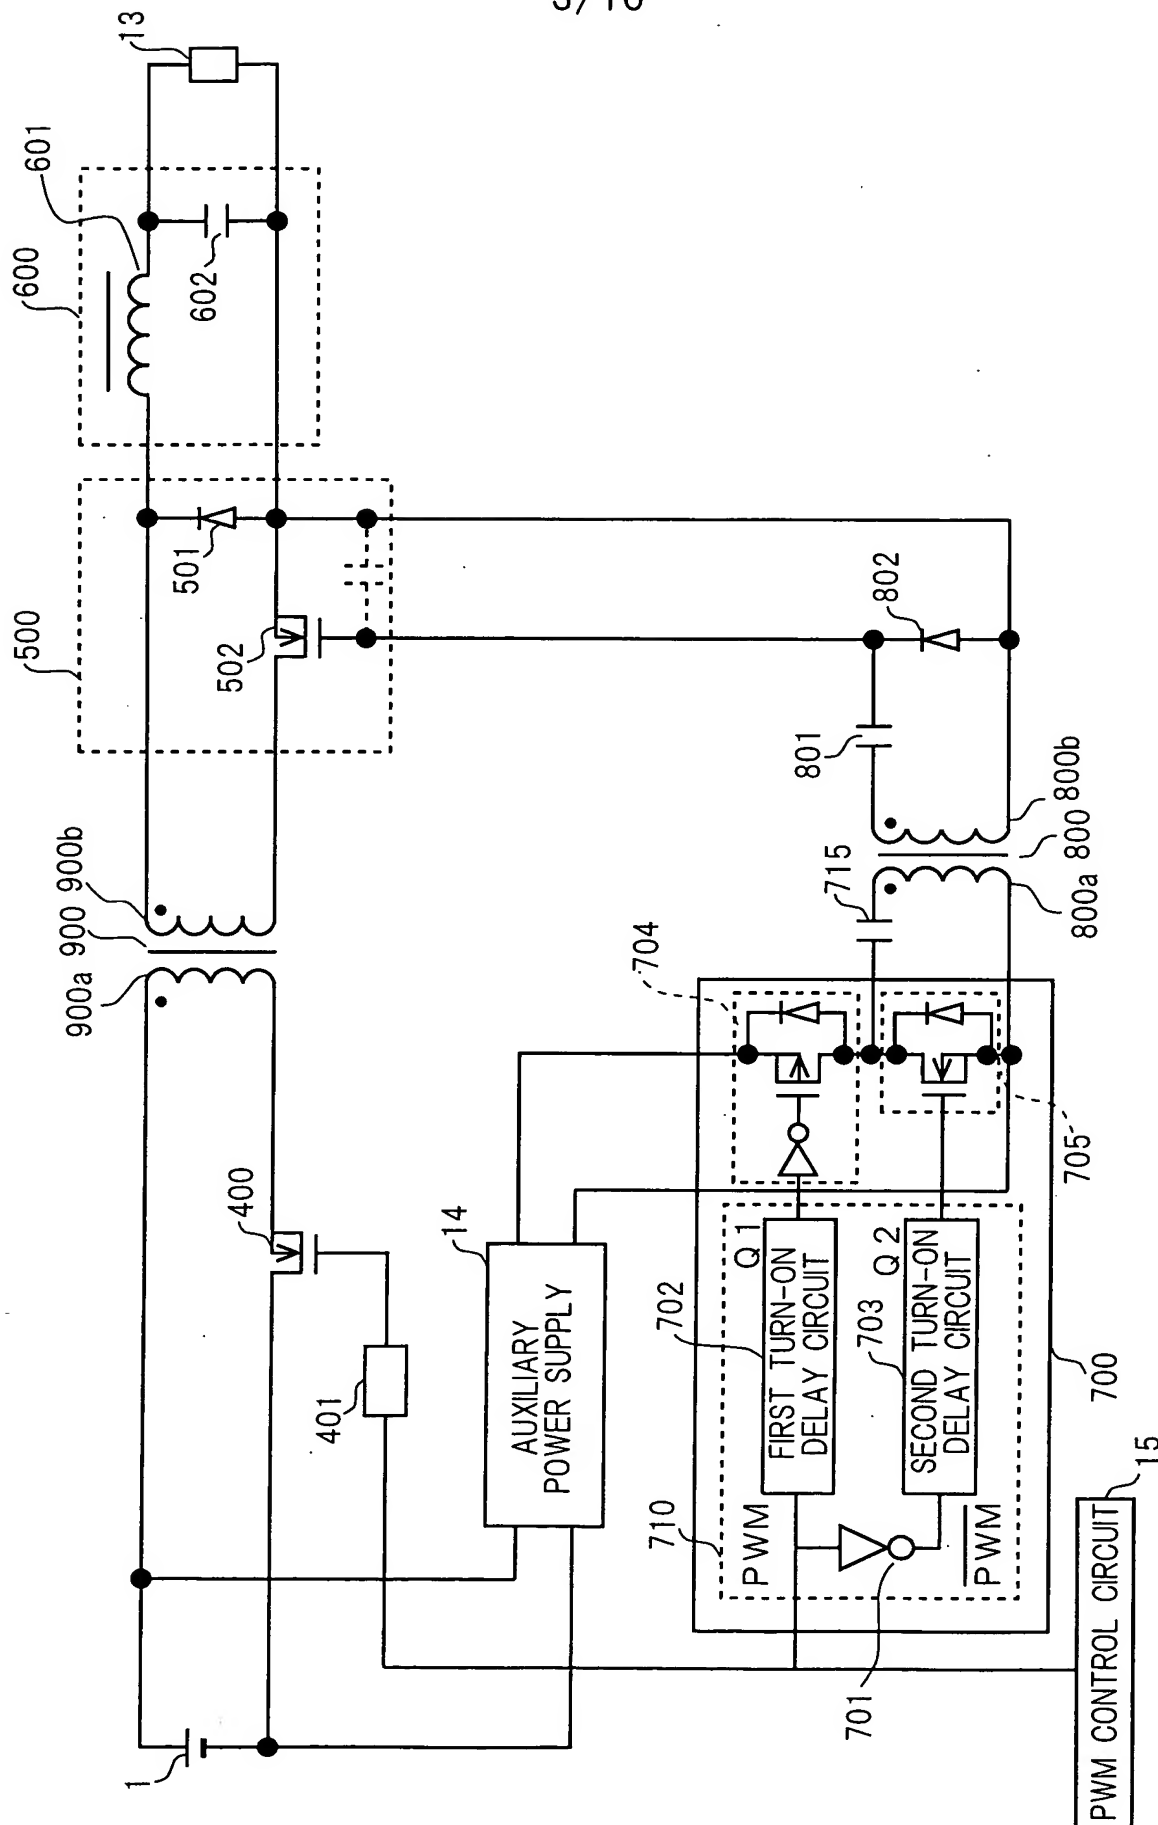 3/16
13
601
600
602
501
500
502
802
801
800b
800
800a
715
900b
900
900a
704
705
400
14
AUXILIARY
POWER SUPPLY
401
Q1
702
FIRST TURN-ON
DELAY CIRCUIT
Q2
703
SECOND TURN-ON
DELAY CIRCUIT
700
710
PWM
PWM
701
1
15
PWM CONTROL CIRCUIT